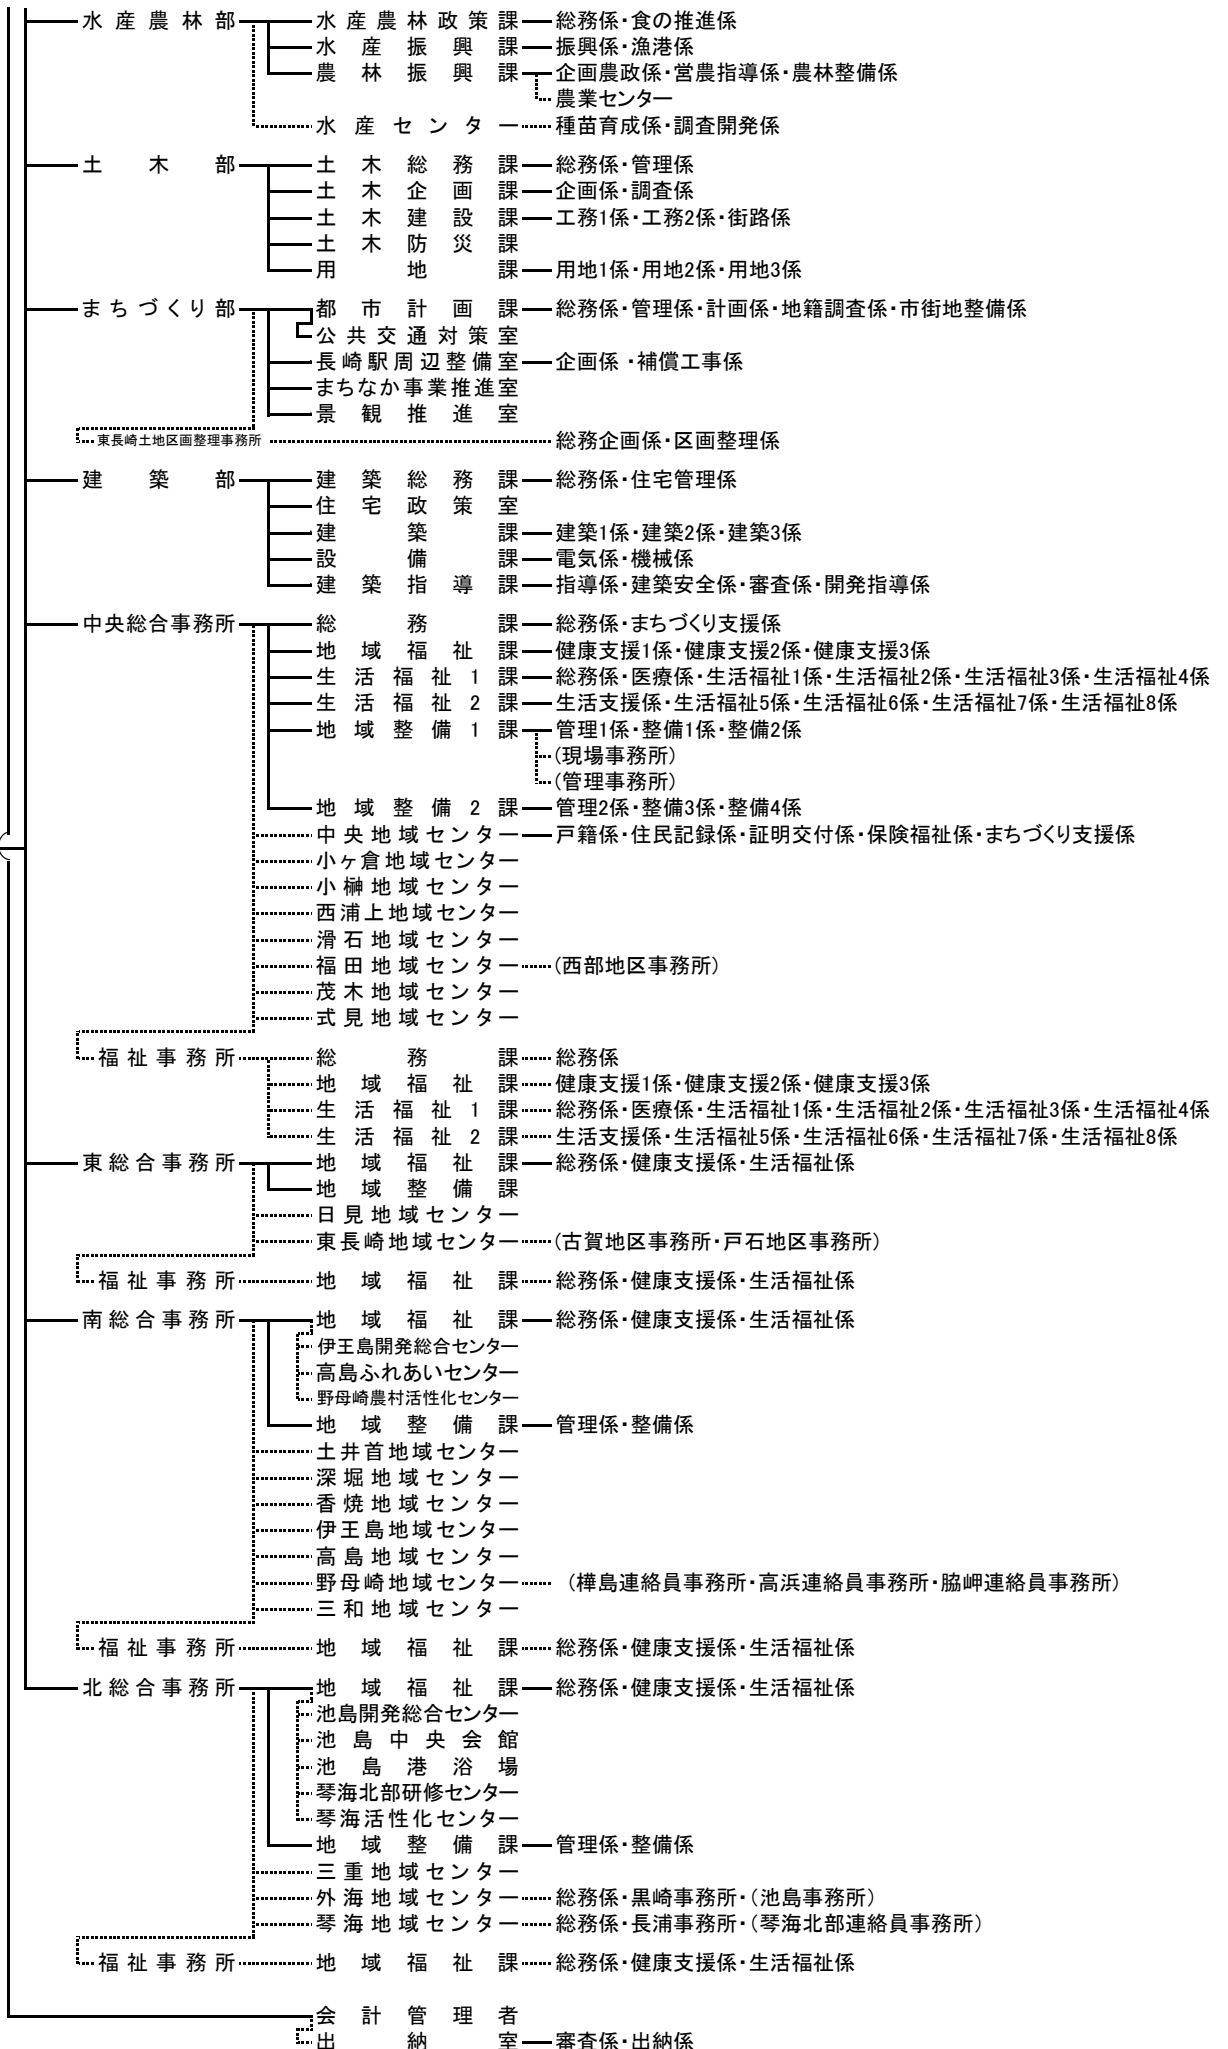 水産農林部 水産農林政策課 総務係・食の推進係
水産振興課 振興係・漁港係
農林振興課 企画農政係・営農指導係・農林整備係
農業センター
水産センター 種苗育成係・調査開発係
土木部 土木総務課 総務係・管理係
土木企画課 企画係・調査係
土木建設課 工務1係・工務2係・街路係
土木防災課
用地課 用地1係・用地2係・用地3係
まちづくり部 都市計画課 総務係・管理係・計画係・地籍調査係・市街地整備係
公共交通対策室
長崎駅周辺整備室 企画係・補償工事係
まちなか事業推進室
景観推進室
東長崎土地区画整理事務所 総務企画係・区画整理係
建築部 建築総務課 総務係・住宅管理係
住宅政策室
建築課 建築1係・建築2係・建築3係
設備課 電気係・機械係
建築指導課 指導係・建築安全係・審査係・開発指導係
中央総合事務所 総務課 総務係・まちづくり支援係
地域福祉課 健康支援1係・健康支援2係・健康支援3係
生活福祉1課 総務係・医療係・生活福祉1係・生活福祉2係・生活福祉3係・生活福祉4係
生活福祉2課 生活支援係・生活福祉5係・生活福祉6係・生活福祉7係・生活福祉8係
地域整備1課 管理1係・整備1係・整備2係
(現場事務所)
(管理事務所)
地域整備2課 管理2係・整備3係・整備4係
中央地域センター 戸籍係・住民記録係・証明交付係・保険福祉係・まちづくり支援係
小ヶ倉地域センター
小榊地域センター
西浦上地域センター
滑石地域センター
福田地域センター (西部地区事務所)
茂木地域センター
式見地域センター
福祉事務所 総務課 総務係
地域福祉課 健康支援1係・健康支援2係・健康支援3係
生活福祉1課 総務係・医療係・生活福祉1係・生活福祉2係・生活福祉3係・生活福祉4係
生活福祉2課 生活支援係・生活福祉5係・生活福祉6係・生活福祉7係・生活福祉8係
東総合事務所 地域福祉課 総務係・健康支援係・生活福祉係
地域整備課
日見地域センター
東長崎地域センター (古賀地区事務所・戸石地区事務所)
福祉事務所 地域福祉課 総務係・健康支援係・生活福祉係
南総合事務所 地域福祉課 総務係・健康支援係・生活福祉係
伊王島開発総合センター
高島ふれあいセンター
野母崎農村活性化センター
地域整備課 管理係・整備係
土井首地域センター
深堀地域センター
香焼地域センター
伊王島地域センター
高島地域センター
野母崎地域センター (樺島連絡員事務所・高浜連絡員事務所・脇岬連絡員事務所)
三和地域センター
福祉事務所 地域福祉課 総務係・健康支援係・生活福祉係
北総合事務所 地域福祉課 総務係・健康支援係・生活福祉係
池島開発総合センター
池島中央会館
池島港浴場
琴海北部研修センター
琴海活性化センター
地域整備課 管理係・整備係
三重地域センター
外海地域センター 総務係・黒崎事務所・(池島事務所)
琴海地域センター 総務係・長浦事務所・(琴海北部連絡員事務所)
福祉事務所 地域福祉課 総務係・健康支援係・生活福祉係
会計管理者
出納室 審査係・出納係